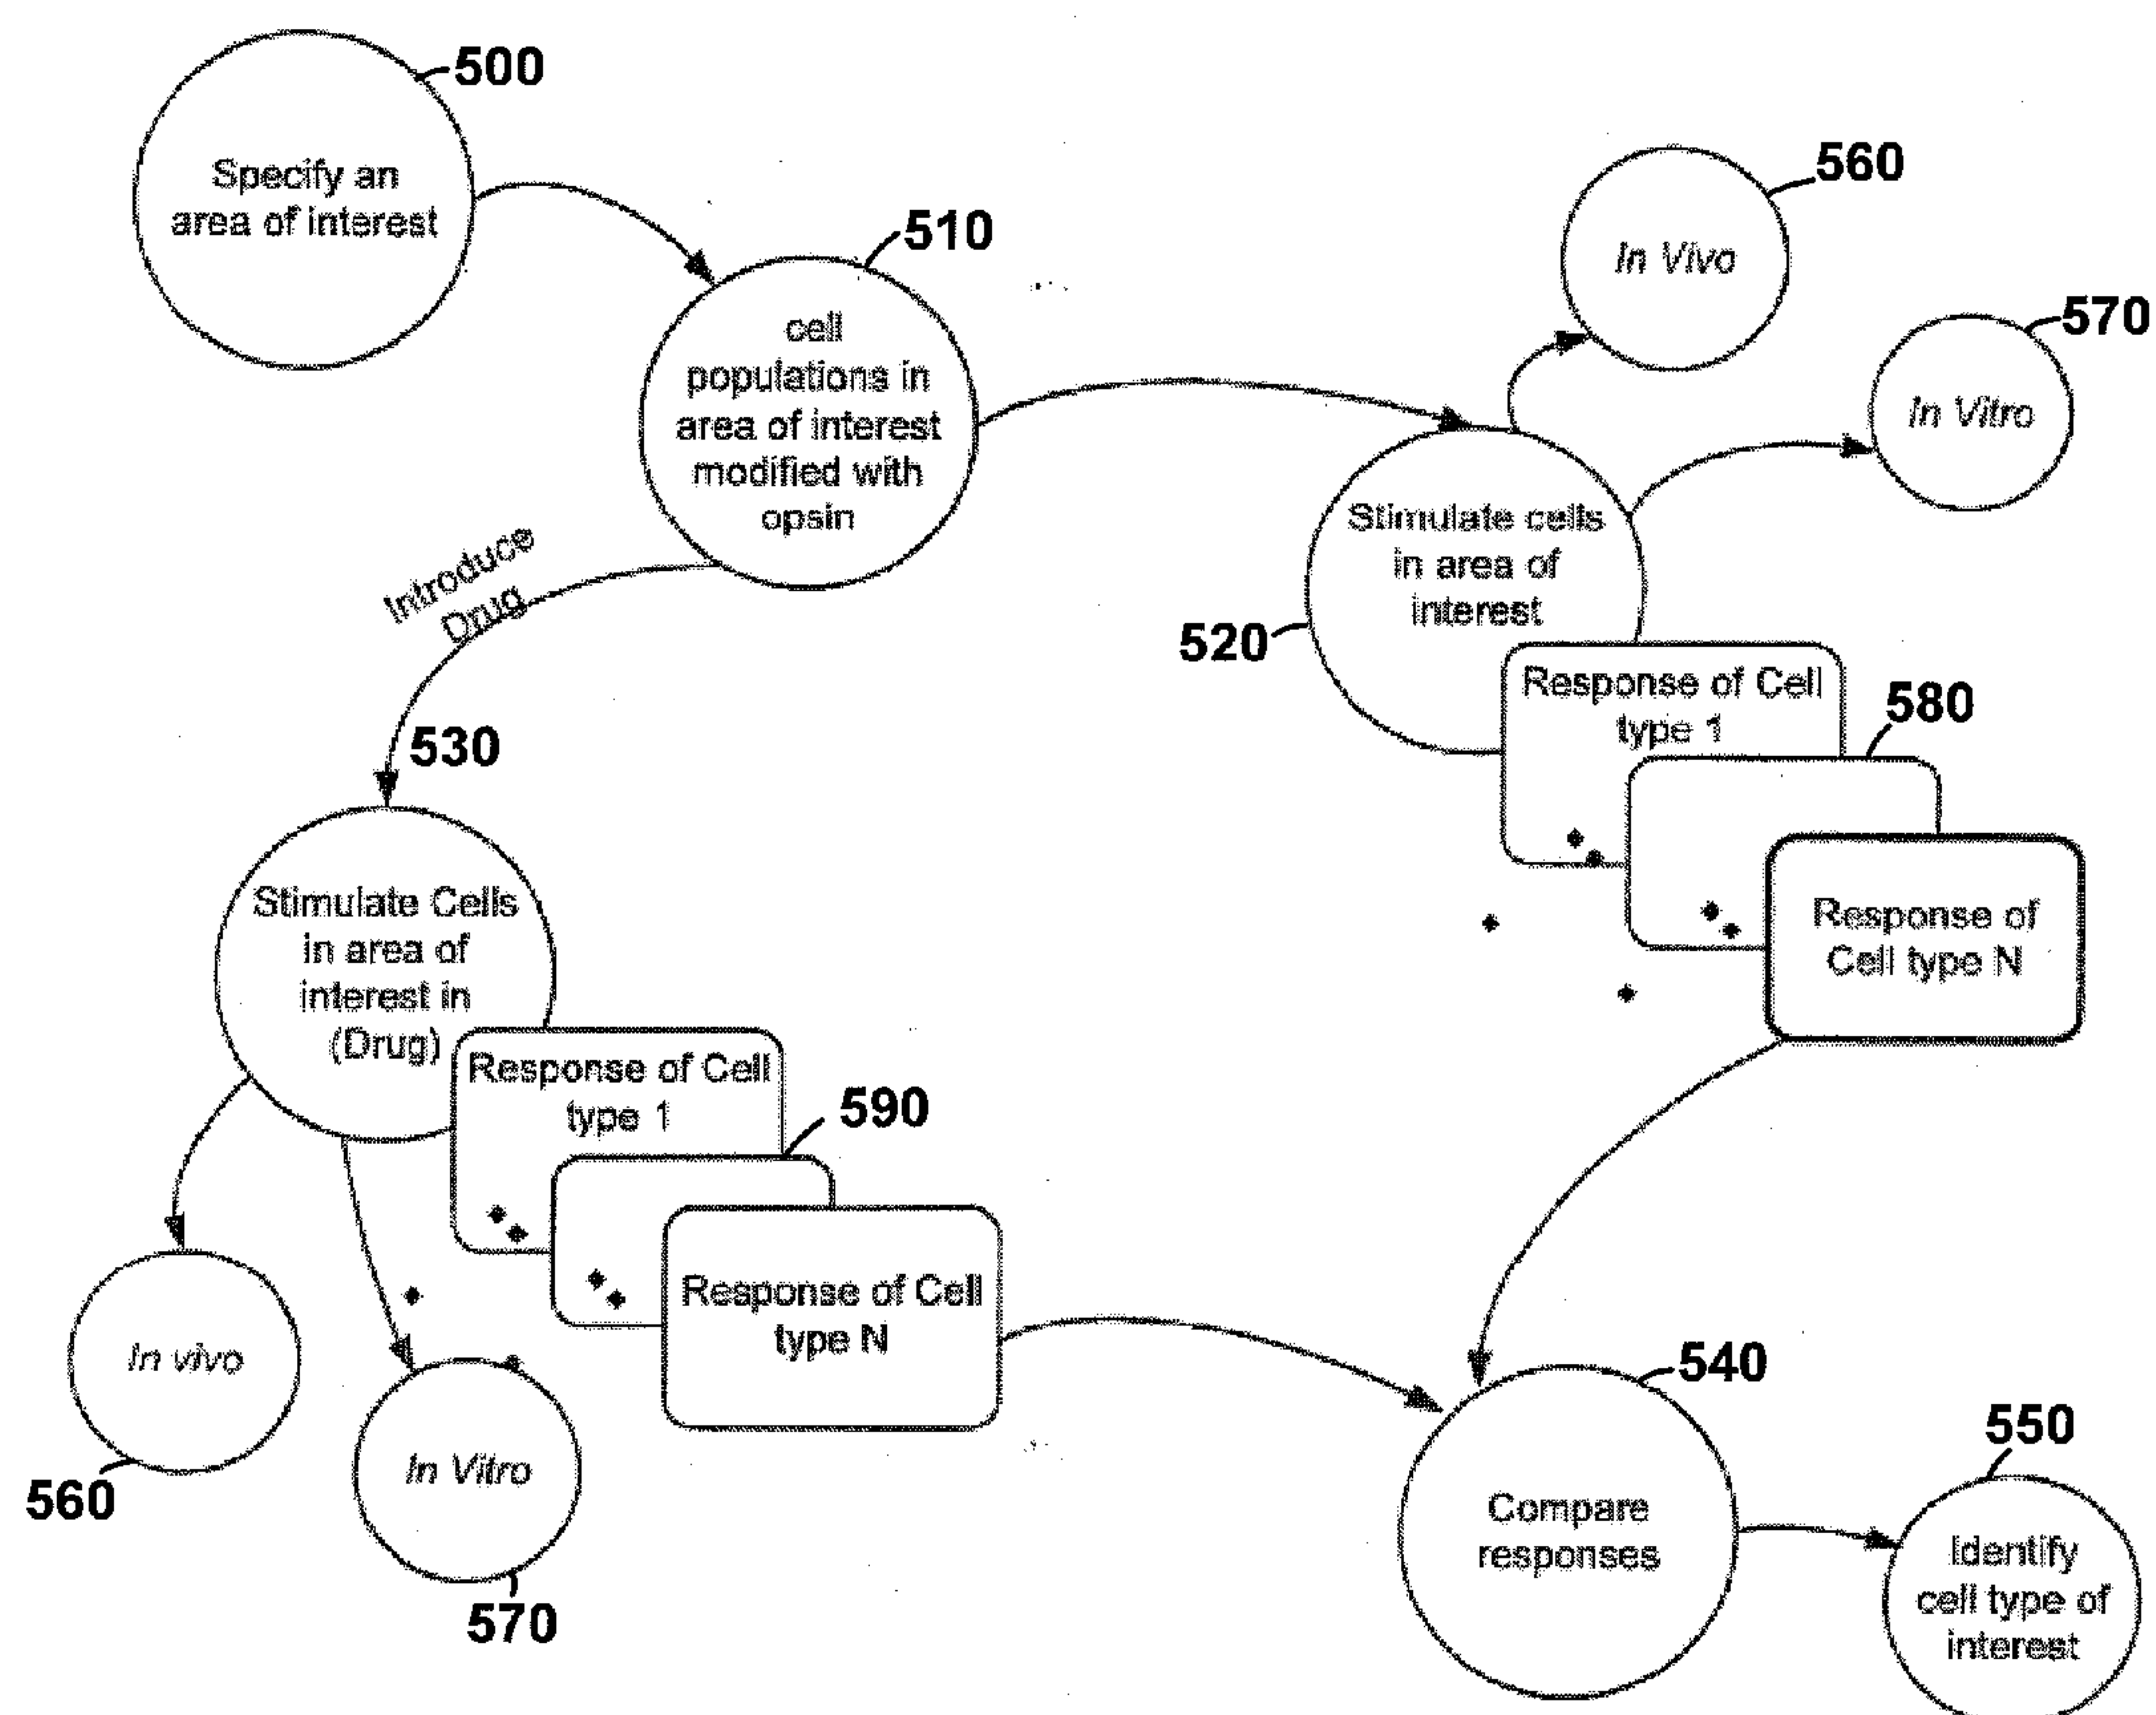 500
Specify an
area of interest
510
cell
populations in
area of interest
modified with
opsin
560
In Vivo
570
In Vitro
Stimulate cells
in area of
interest
520
Response of Cell
type 1
580
Response of
Cell type N
Introduce
Drug
530
Stimulate Cells
in area of
interest in
(Drug)
Response of Cell
type 1
590
Response of Cell
type N
In vivo
560
In Vitro
570
540
Compare
responses
550
Identify
cell type of
interest